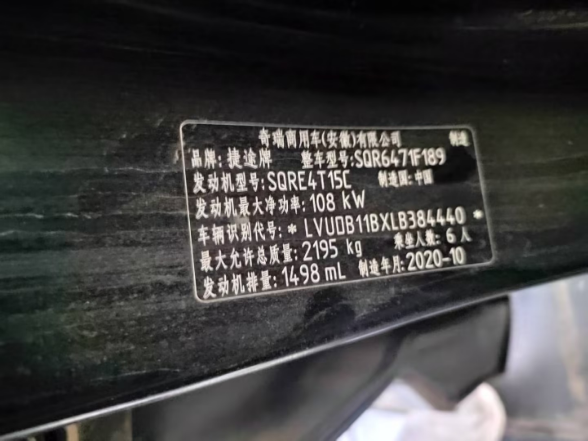 奇瑞商用车(安徽)有限公司 制造
品牌: 捷途牌 整车型号: SQR6471F189
发动机型号: SQRE4T15C 制造国: 中国
发动机最大净功率: 108 KW
车辆识别代号: * LVUDB11BXLB384440 *
最大允许总质量: 2195 kg 乘坐人数: 6 人
发动机排量: 1498 mL 制造年月: 2020-10